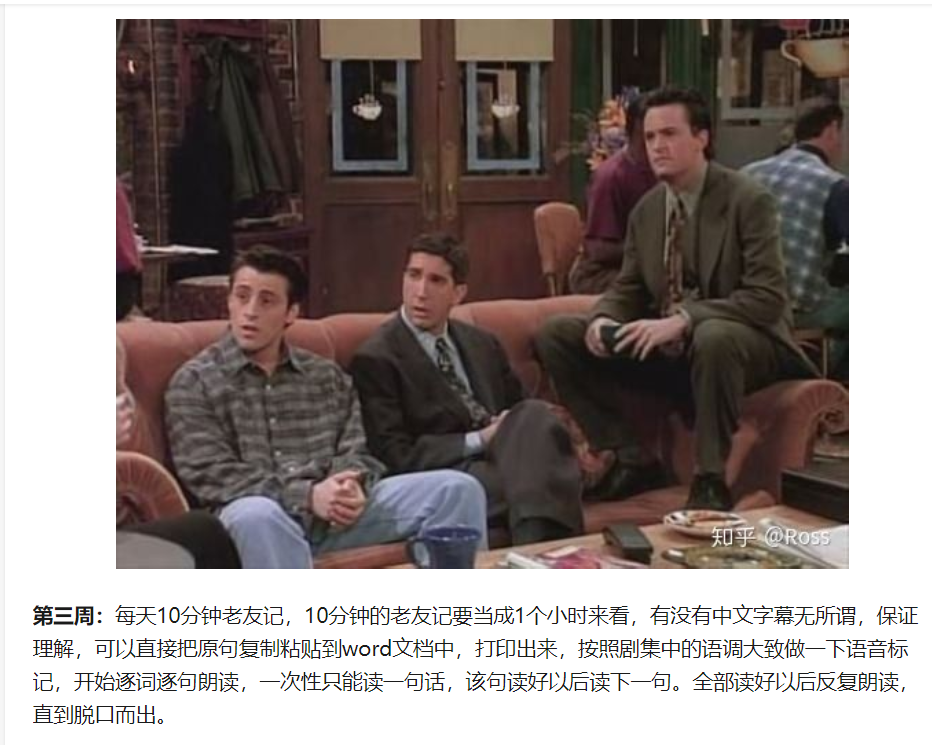 知乎 @Ross
第三周：每天10分钟老友记，10分钟的老友记要当成1个小时来看，有没有中文字幕无所谓，保证
理解，可以直接把原句复制粘贴到word文档中，打印出来，按照剧集中的语调大致做一下语音标
记，开始逐词逐句朗读，一次性只能读一句话，该句读好以后读下一句。全部读好以后反复朗读，
直到脱口而出。